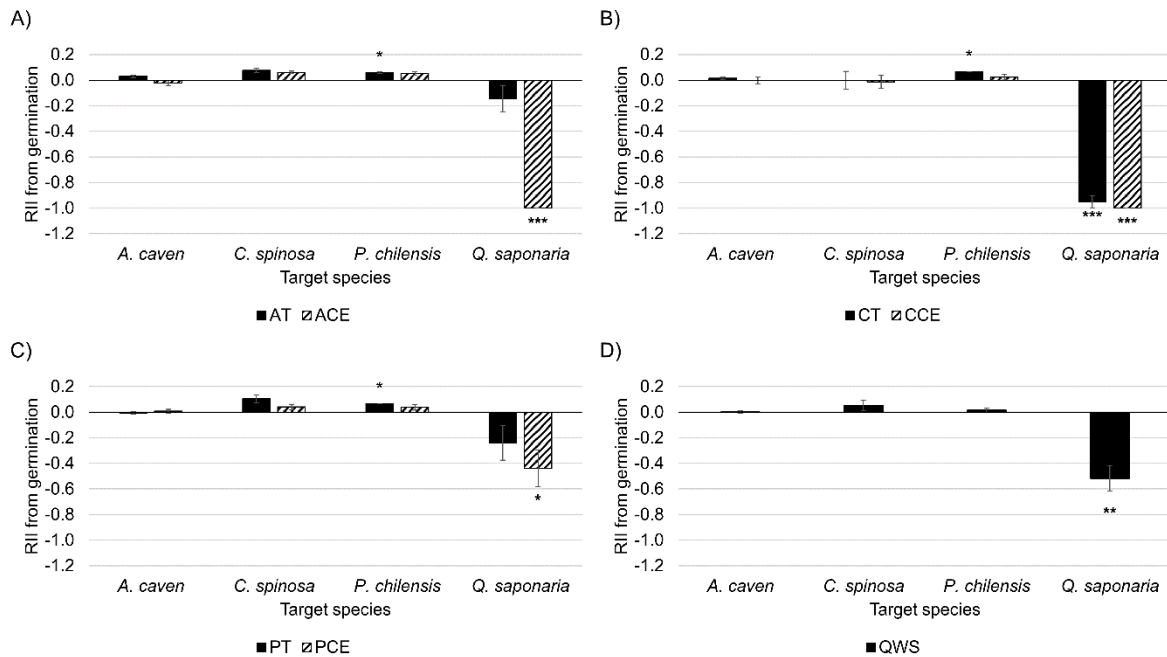 A)
RII from germination
0.2
0.0
-0.2
-0.4
-0.6
-0.8
-1.0
-1.2
*
***
A. caven C. spinosa P. chilensis Q. saponaria
Target species
AT ACE
B)
RII from germination
0.2
0.0
-0.2
-0.4
-0.6
-0.8
-1.0
-1.2
*
*** ***
A. caven C. spinosa P. chilensis Q. saponaria
Target species
CT CCE
C)
RII from germination
0.2
0.0
-0.2
-0.4
-0.6
-0.8
-1.0
-1.2
*
*
A. caven C. spinosa P. chilensis Q. saponaria
Target species
PT PCE
D)
RII from germination
0.2
0.0
-0.2
-0.4
-0.6
-0.8
-1.0
-1.2
**
A. caven C. spinosa P. chilensis Q. saponaria
Target species
QWS